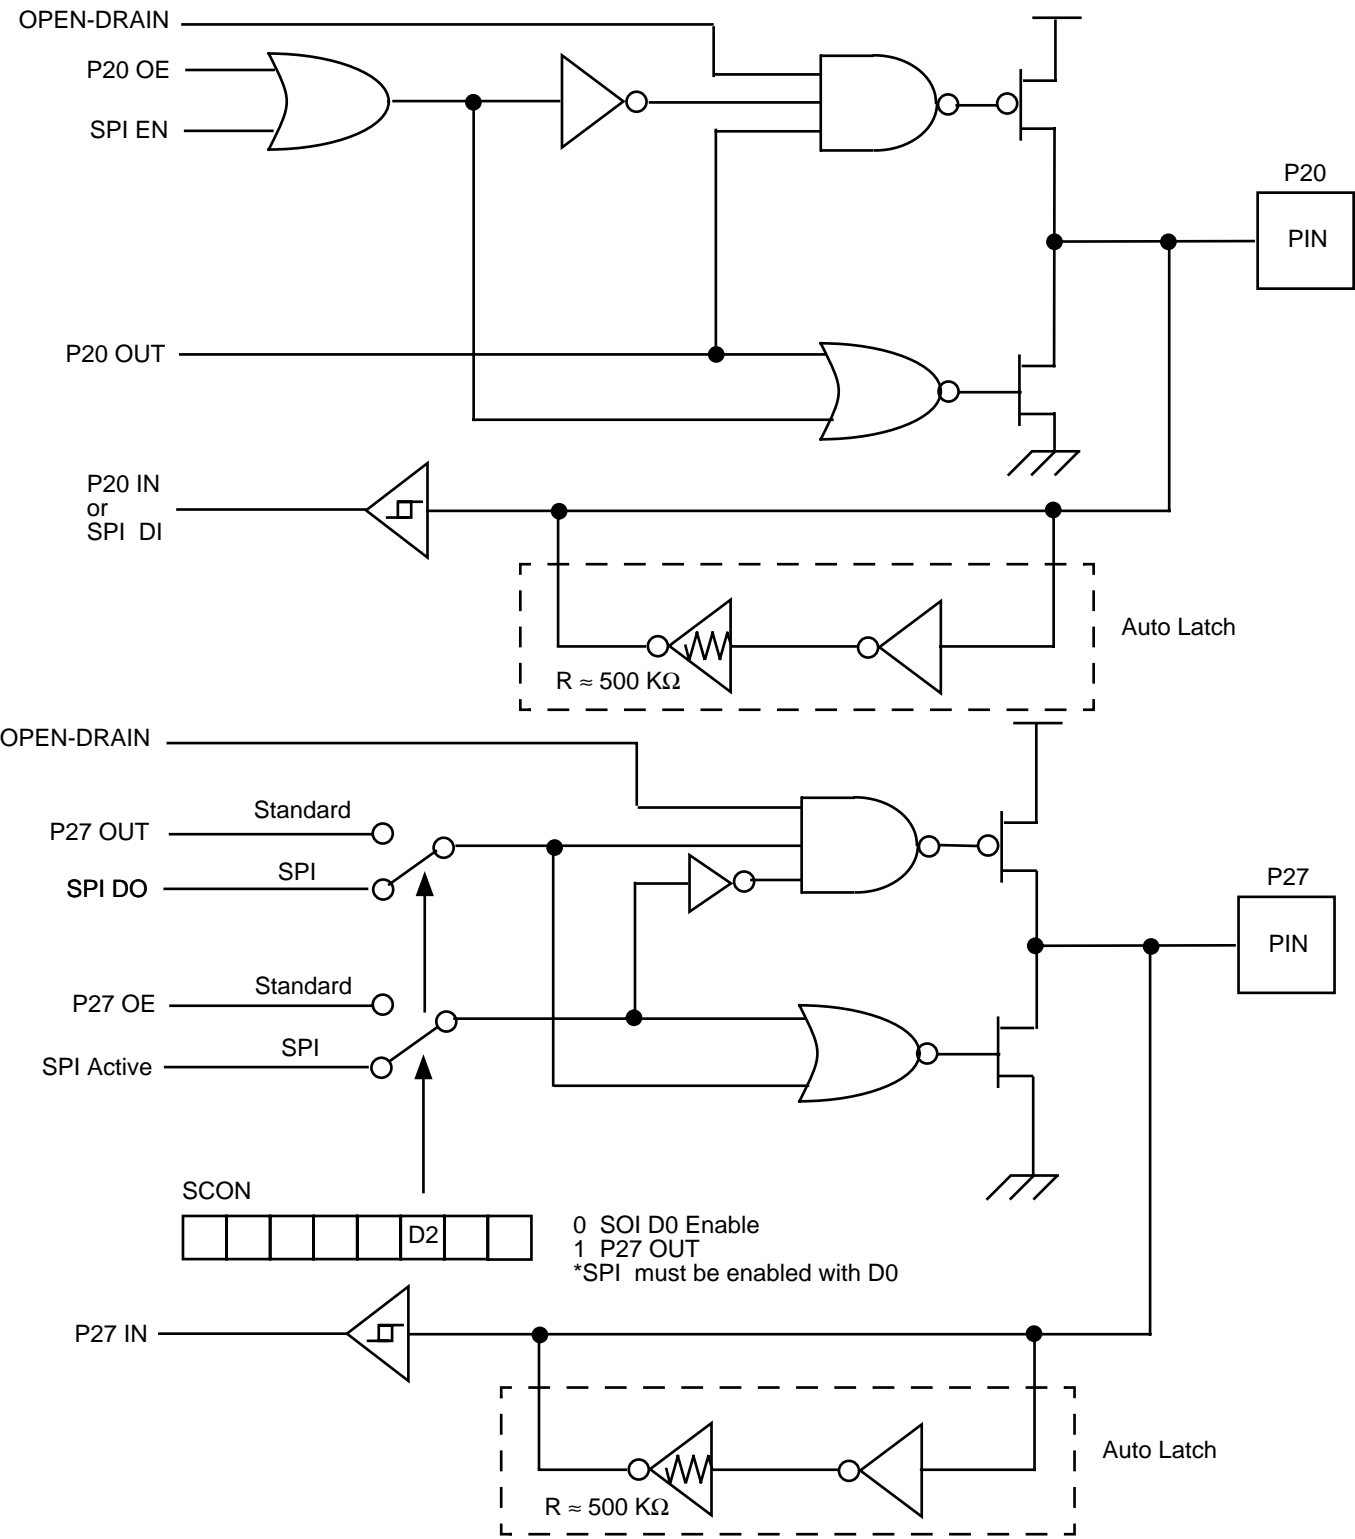 OPEN-DRAIN
P20 OE
SPI EN
P20
PIN
P20 OUT
P20 IN
or
SPI DI
Auto Latch
R ≈ 500 KΩ
OPEN-DRAIN
Standard
P27 OUT
SPI
SPI DO
P27
PIN
Standard
P27 OE
SPI
SPI Active
SCON
D2
0 SOI D0 Enable
1 P27 OUT
*SPI must be enabled with D0
P27 IN
Auto Latch
R ≈ 500 KΩ